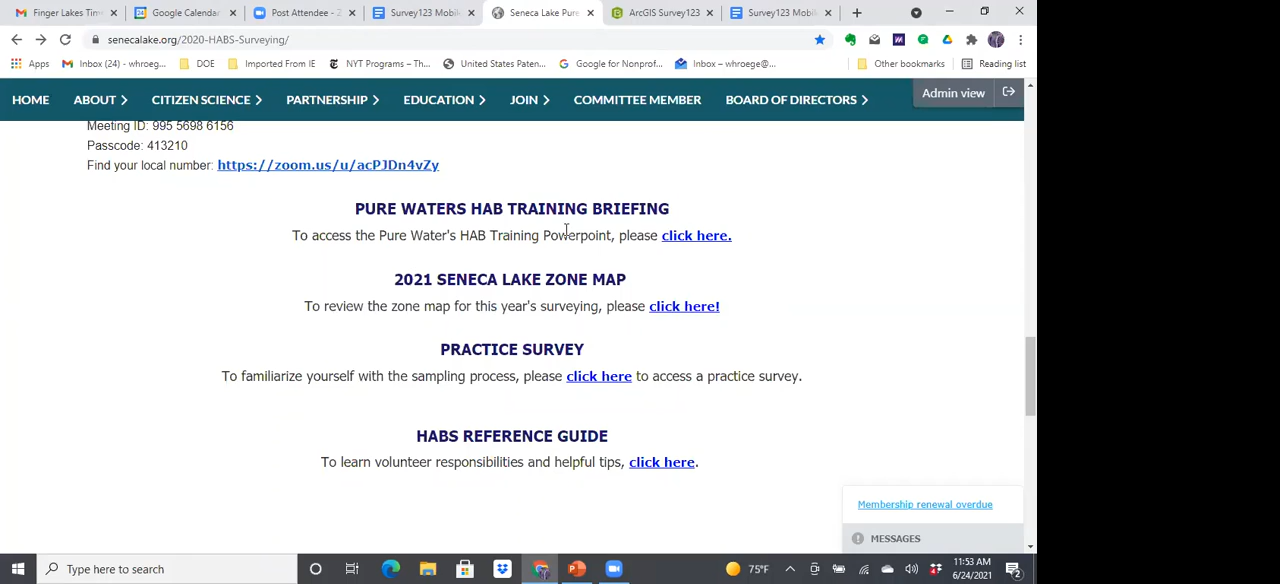 Finger Lakes Tim
Google Calendar
Post Attendee - 2
Survey123 Mobil
Seneca Lake Pure
ArcGIS Survey123
Survey123 Mobil
senecalake.org/2020-HABS-Surveying/
Apps
Inbox (24) - whroeg...
DOE
Imported From IE
NYT Programs – Th...
United States Paten...
Google for Nonprof...
Inbox – whroege@...
Other bookmarks
Reading list
HOME
ABOUT
CITIZEN SCIENCE
PARTNERSHIP
EDUCATION
JOIN
COMMITTEE MEMBER
BOARD OF DIRECTORS
Admin view
Meeting ID: 995 5698 6156
Passcode: 413210
Find your local number: https://zoom.us/u/acPJDn4vZy
PURE WATERS HAB TRAINING BRIEFING
To access the Pure Water's HAB Training Powerpoint, please click here.
2021 SENECA LAKE ZONE MAP
To review the zone map for this year's surveying, please click here!
PRACTICE SURVEY
To familiarize yourself with the sampling process, please click here to access a practice survey.
HABS REFERENCE GUIDE
To learn volunteer responsibilities and helpful tips, click here.
Membership renewal overdue
MESSAGES
Type here to search
75°F
11:53 AM
6/24/2021